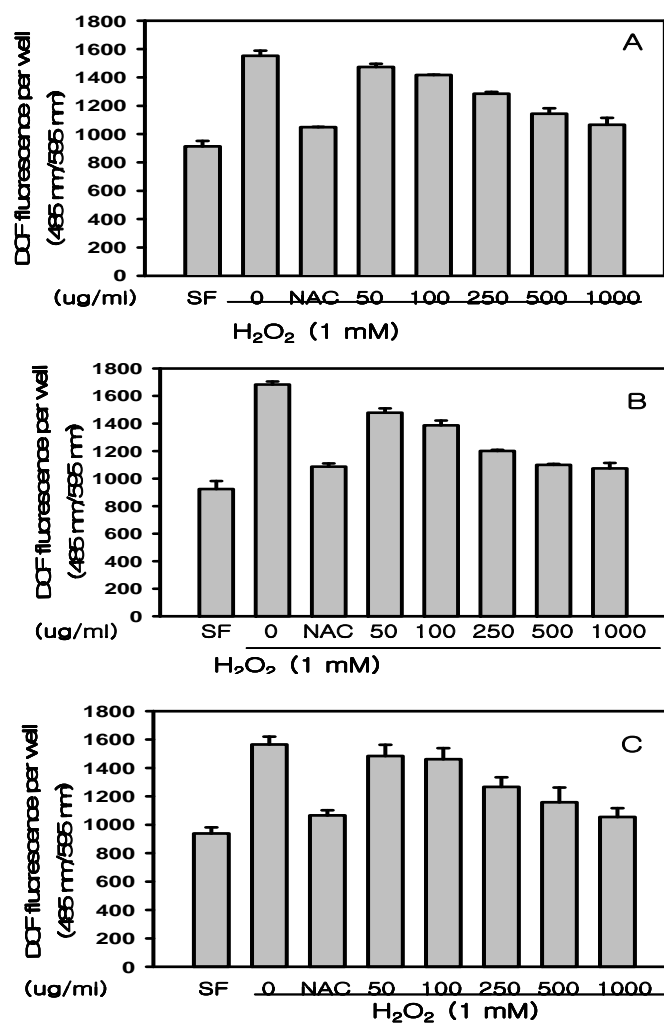 A
DCF fluorescence per well
(485 nm/595 nm)
1800
1600
1400
1200
1000
800
600
400
200
0
(ug/ml) SF 0 NAC 50 100 250 500 1000
H₂O₂ (1 mM)
B
DCF fluorescence per well
(485 nm/595 nm)
1800
1600
1400
1200
1000
800
600
400
200
0
(ug/ml) SF 0 NAC 50 100 250 500 1000
H₂O₂ (1 mM)
C
DCF fluorescence per well
(485 nm/595 nm)
1800
1600
1400
1200
1000
800
600
400
200
0
(ug/ml) SF 0 NAC 50 100 250 500 1000
H₂O₂ (1 mM)